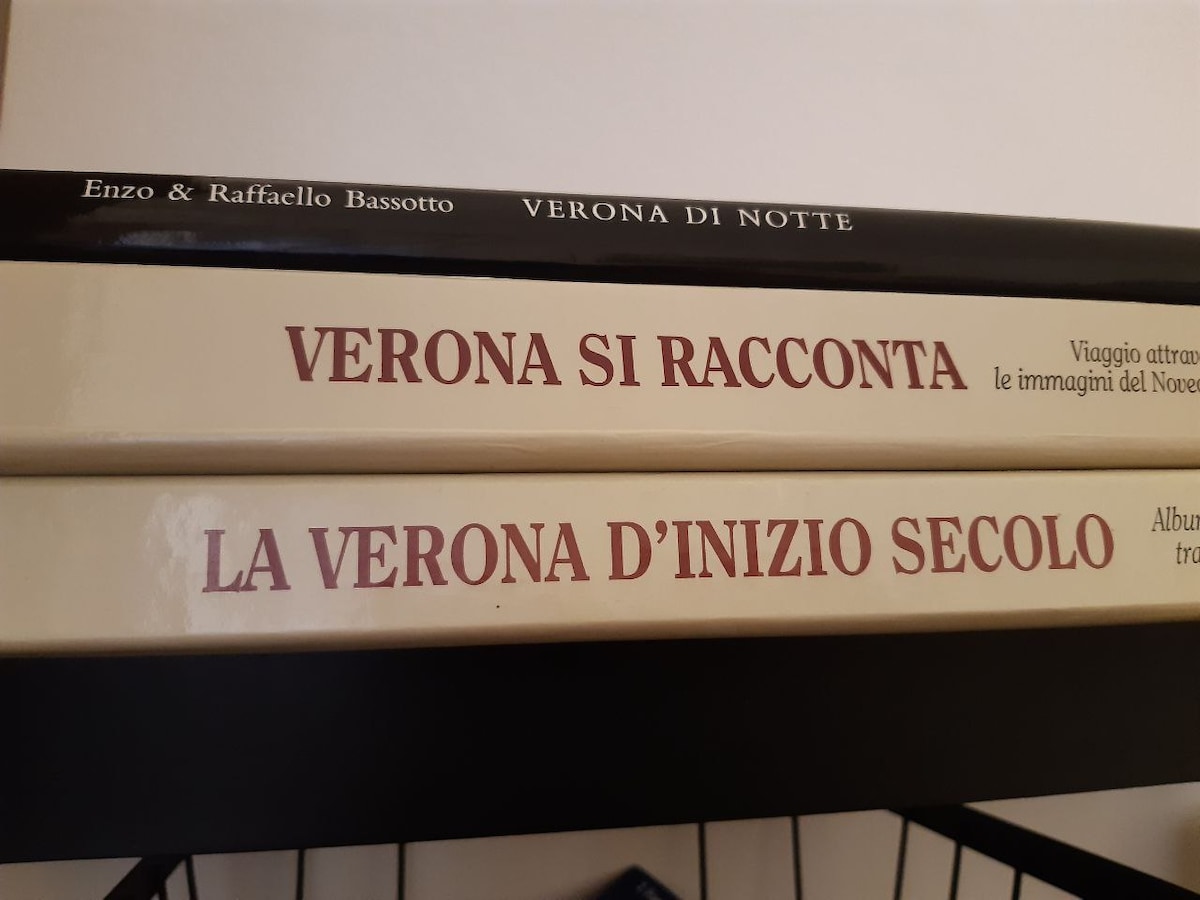 Enzo & Raffaello Bassotto VERONA DI NOTTE
VERONA SI RACCONTA
Viaggio
le immagini del
LA VERONA D'INIZIO SECOLO